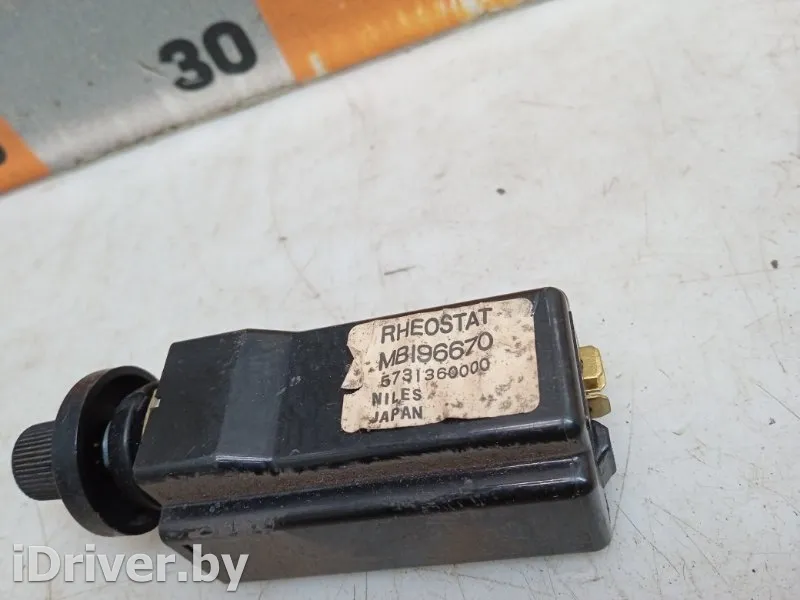 30
RHEOSTAT
MB196670
5731360000
NILES
JAPAN
iDriver.by